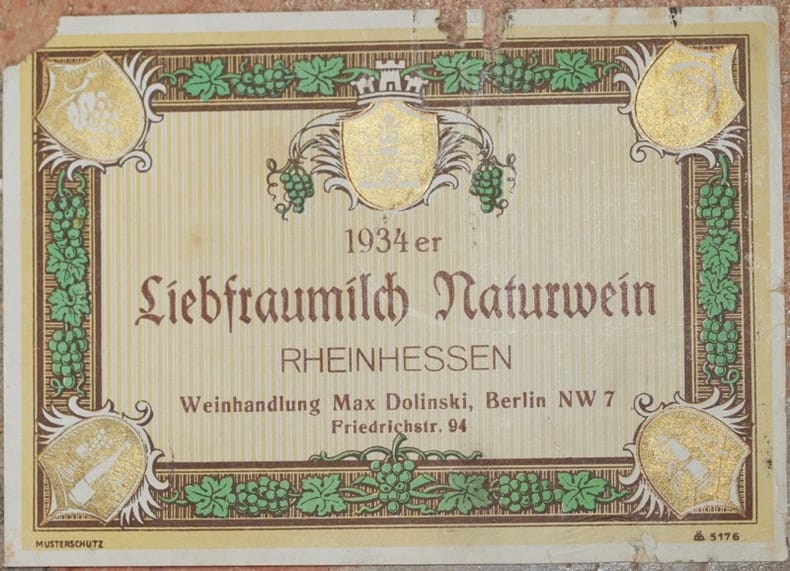 1934er
Liebfraumilch Naturwein
RHEINHESSEN
Weinhandlung Max Dolinski, Berlin NW 7
Friedrichstr. 94
MUSTERSCHUTZ
5176